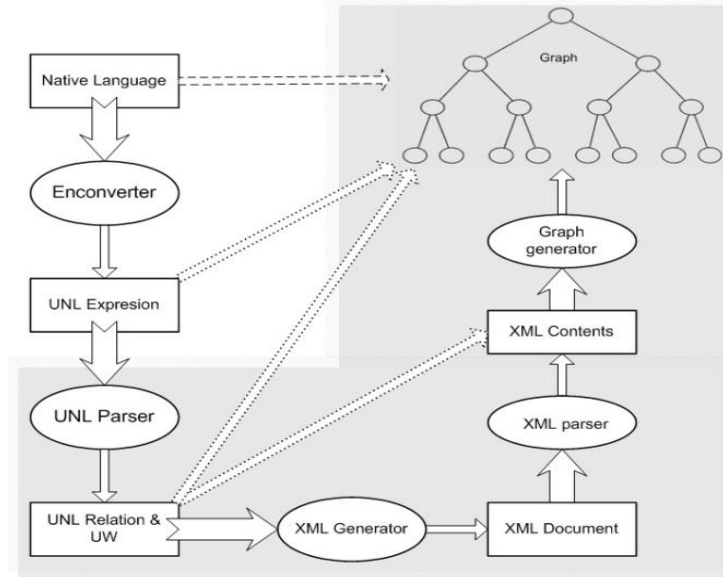 Native Language
Graph
Enconverter
Graph
generator
UNL Expresion
XML Contents
UNL Parser
XML parser
UNL Relation &
UW
XML Generator
XML Document